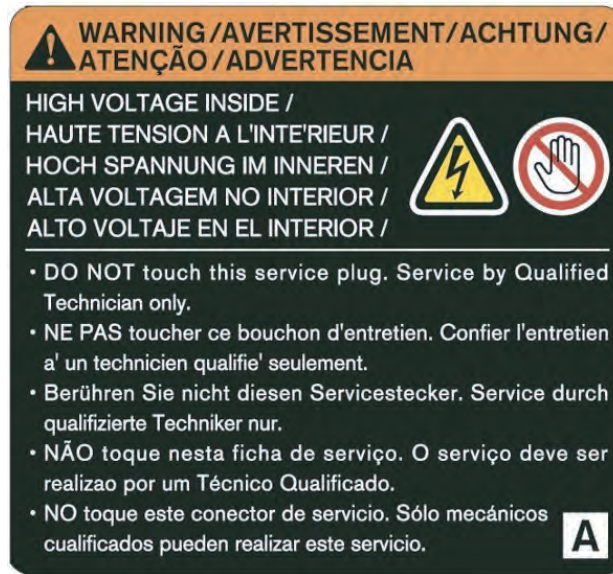 WARNING/AVERTISSEMENT/ACHTUNG/
ATENÇÃO/ADVERTENCIA
HIGH VOLTAGE INSIDE /
HAUTE TENSION A L'INTE'RIEUR /
HOCH SPANNUNG IM INNEREN /
ALTA VOLTAGEM NO INTERIOR /
ALTO VOLTAJE EN EL INTERIOR /
· DO NOT touch this service plug. Service by Qualified
Technician only.
· NE PAS toucher ce bouchon d'entretien. Confier l'entretien
a' un technicien qualifie' seulement.
· Berühren Sie nicht diesen Servicestecker. Service durch
qualifizierte Techniker nur.
· NÃO toque nesta ficha de serviço. O serviço deve ser
realizao por um Técnico Qualificado.
· NO toque este conector de servicio. Sólo mecánicos
cualificados pueden realizar este servicio.
A